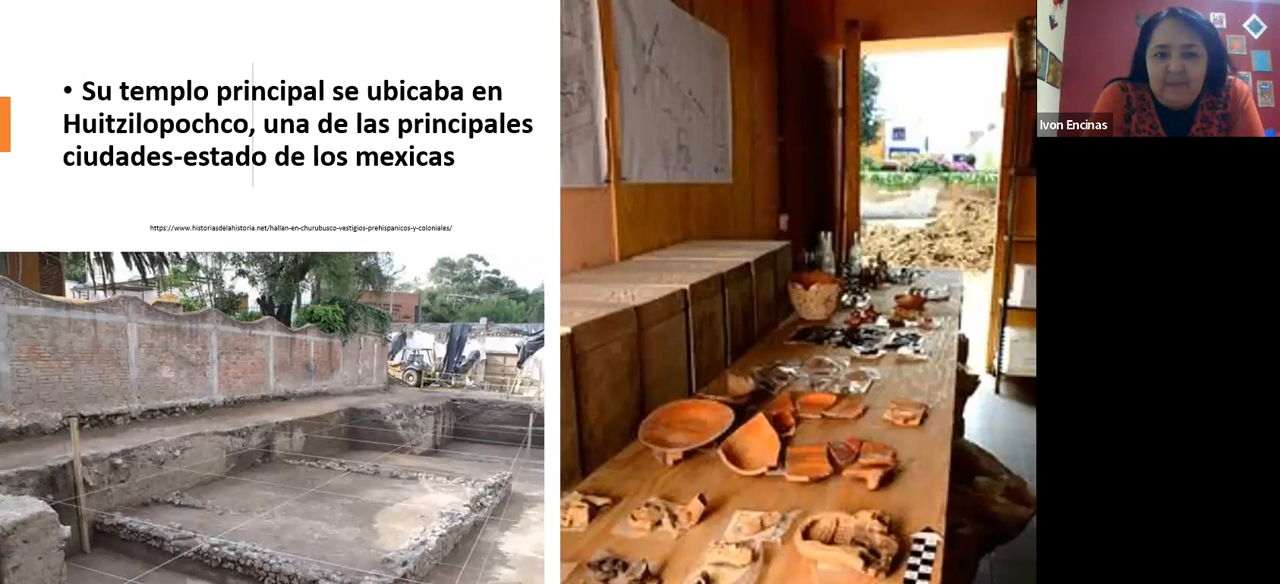 • Su templo principal se ubicaba en
Huitzilopochco, una de las principales
ciudades-estado de los mexicas
https://www.historiasdelahistoria.net/hallan-en-churubusco-vestigios-prehispanicos-y-coloniales/
Ivon Encinas